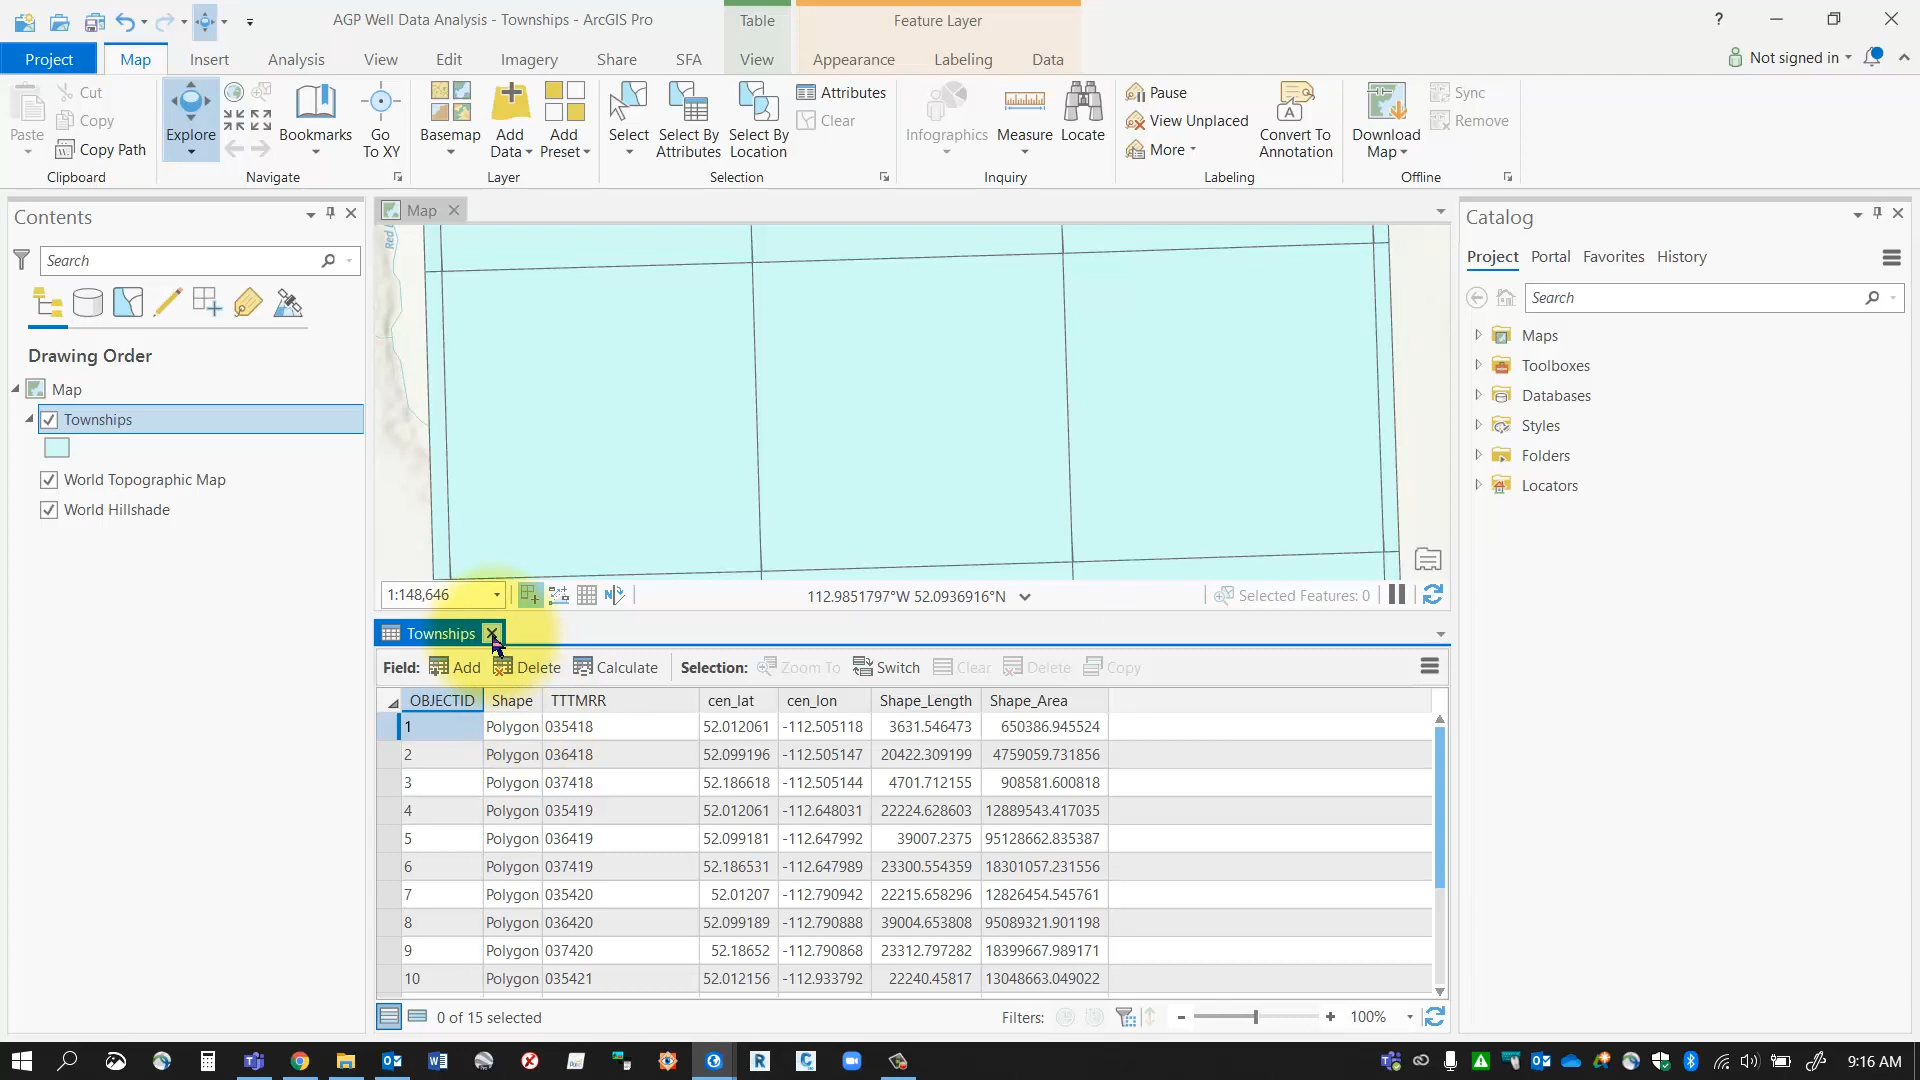 AGP Well Data Analysis - Townships - ArcGIS Pro
Table
Feature Layer
?
Project
Map
Insert
Analysis
View
Edit
Imagery
Share
SFA
View
Appearance
Labeling
Data
Not signed in
Paste
Cut
Copy
Copy Path
Clipboard
Explore
Bookmarks
Go To XY
Navigate
Basemap
Add Data
Add Preset
Layer
Select
Select By Attributes
Select By Location
Attributes
Clear
Selection
Infographics
Measure
Locate
Inquiry
Pause
View Unplaced
More
Convert To Annotation
Labeling
Download Map
Sync
Remove
Offline
Contents
Search
Drawing Order
Map
Townships
World Topographic Map
World Hillshade
Map
Red
1:148,646
112.9851797°W 52.0936916°N
Selected Features: 0
Townships
Field: Add Delete Calculate Selection: Zoom To Switch Clear Delete Copy
OBJECTID Shape TTTMRR cen_lat cen_lon Shape_Length Shape_Area
1 Polygon 035418 52.012061 -112.505118 3631.546473 650386.945524
2 Polygon 036418 52.099196 -112.505147 20422.309199 4759059.731856
3 Polygon 037418 52.186618 -112.505144 4701.712155 908581.600818
4 Polygon 035419 52.012061 -112.648031 22224.628603 12889543.417035
5 Polygon 036419 52.099181 -112.647992 39007.2375 95128662.835387
6 Polygon 037419 52.186531 -112.647989 23300.554359 18301057.231556
7 Polygon 035420 52.01207 -112.790942 22215.658296 12826454.545761
8 Polygon 036420 52.099189 -112.790888 39004.653808 95089321.901198
9 Polygon 037420 52.18652 -112.790868 23312.797282 18399667.989171
10 Polygon 035421 52.012156 -112.933792 22240.45817 13048663.049022
0 of 15 selected
Filters:
100%
Catalog
Project Portal Favorites History
Search
Maps
Toolboxes
Databases
Styles
Folders
Locators
9:16 AM